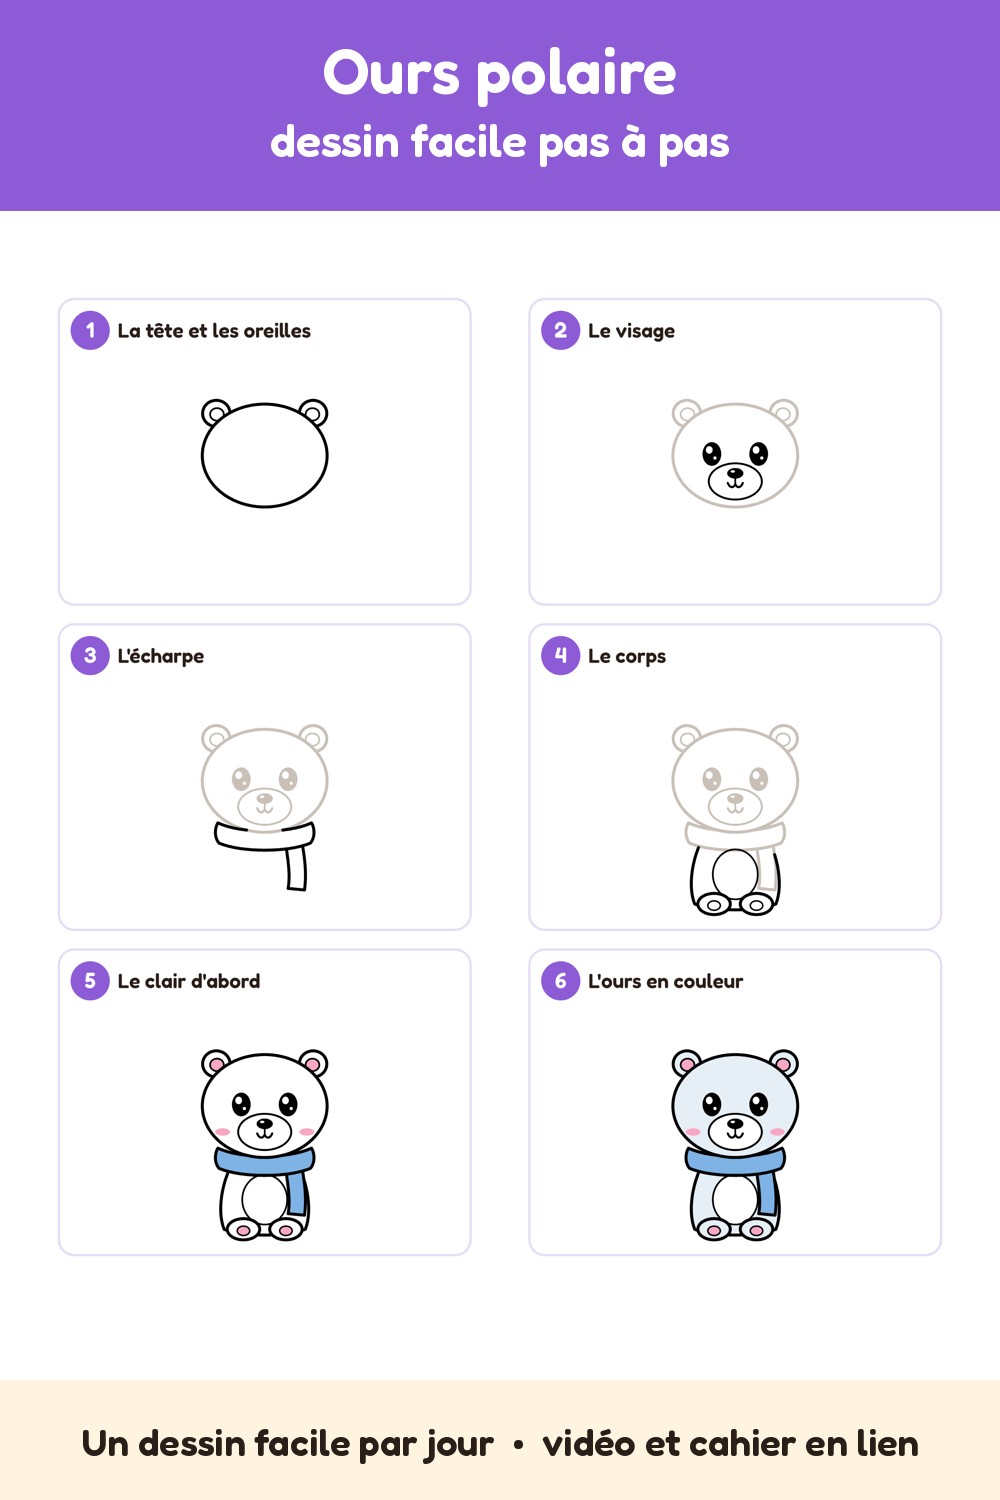 Ours polaire
dessin facile pas à pas
1 La tête et les oreilles
2 Le visage
3 L'écharpe
4 Le corps
5 Le clair d'abord
6 L'ours en couleur
Un dessin facile par jour • vidéo et cahier en lien